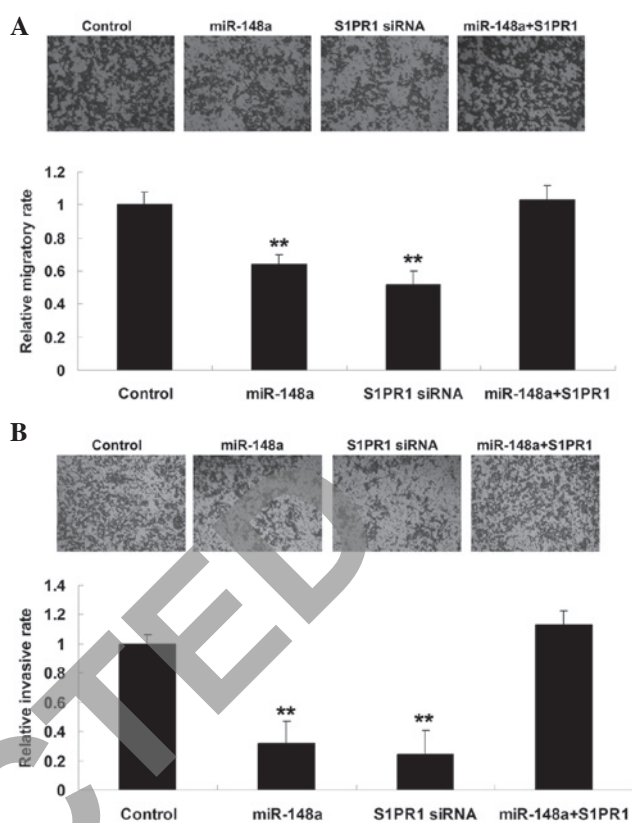 A
Control miR-148a S1PR1 siRNA miR-148a+S1PR1
Relative migratory rate
1.2
1
0.8
0.6
0.4
0.2
0
** **
Control miR-148a S1PR1 siRNA miR-148a+S1PR1
B
Control miR-148a S1PR1 siRNA miR-148a+S1PR1
Relative invasive rate
1.4
1.2
1
0.8
0.6
0.4
0.2
0
** **
Control miR-148a S1PR1 siRNA miR-148a+S1PR1
CTED